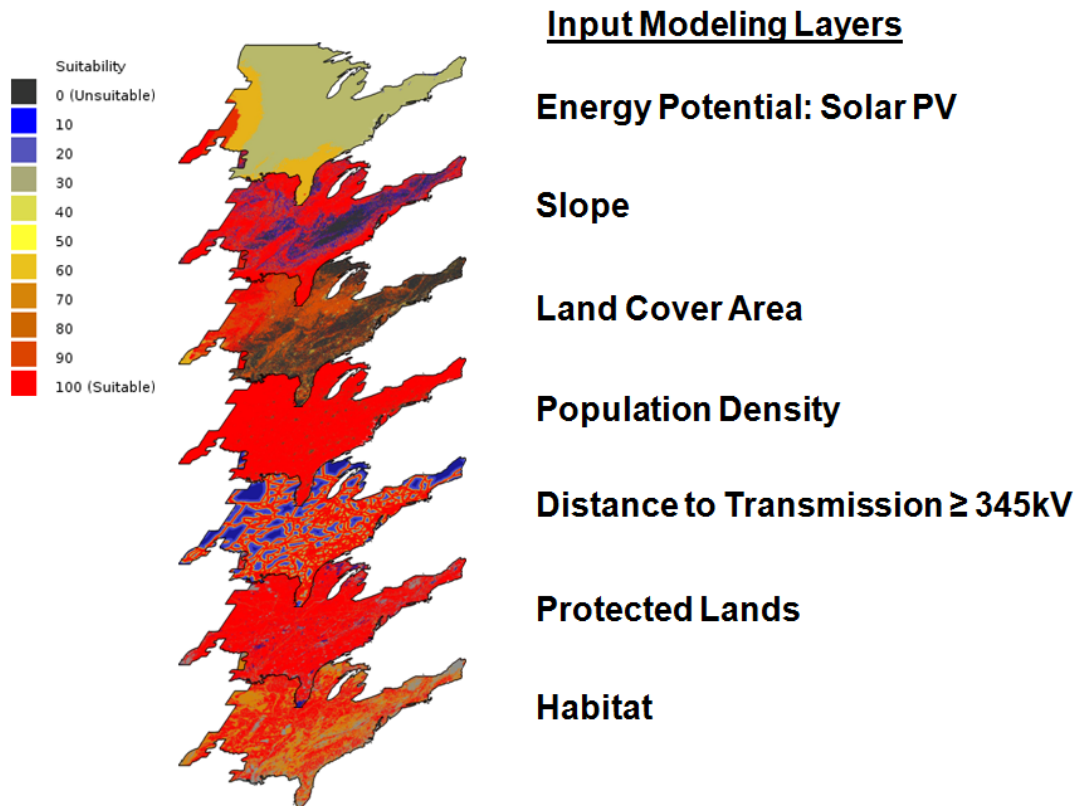 Input Modeling Layers
Suitability
0 (Unsuitable)
10
20
30
40
50
60
70
80
90
100 (Suitable)
Energy Potential: Solar PV
Slope
Land Cover Area
Population Density
Distance to Transmission ≥ 345kV
Protected Lands
Habitat